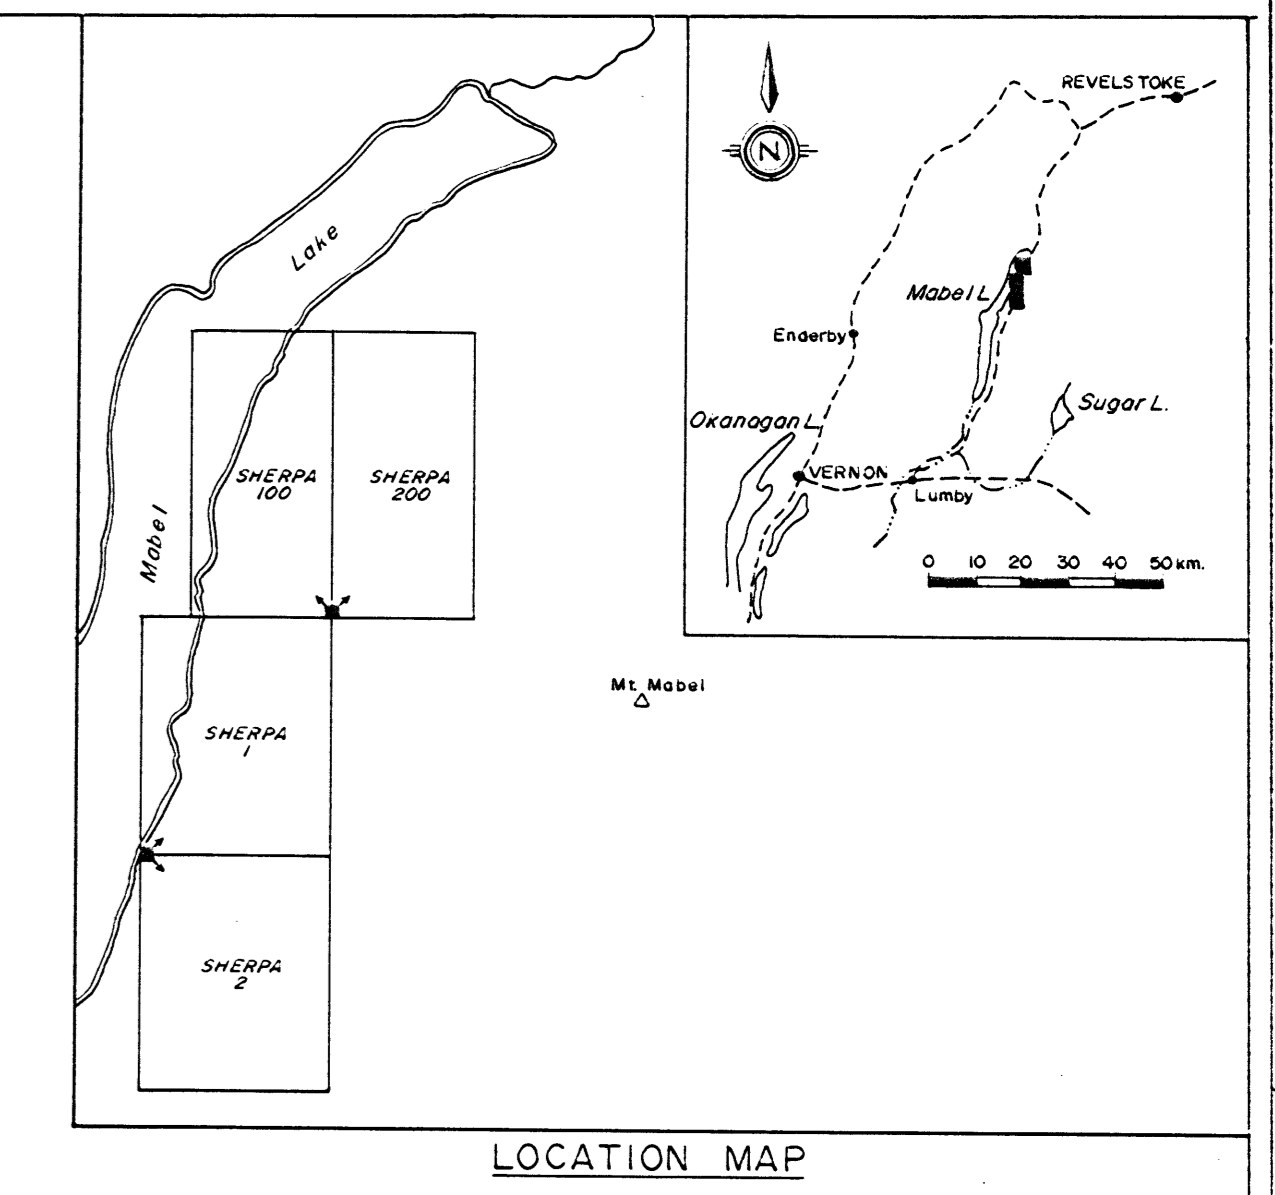 REVELSTOKE
N
Lake
Mabel L.
Enderby
Okanagan L.
Sugar L.
VERNON
Lumby
SHERPA
100
SHERPA
200
Mabel
0 10 20 30 40 50 km.
Mt. Mabel
SHERPA
1
SHERPA
2
LOCATION MAP